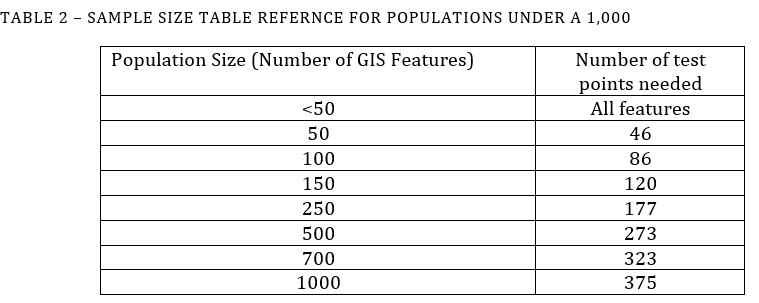 TABLE 2 – SAMPLE SIZE TABLE REFERNCE FOR POPULATIONS UNDER A 1,000
Population Size (Number of GIS Features) Number of test
points needed
<50 All features
50 46
100 86
150 120
250 177
500 273
700 323
1000 375